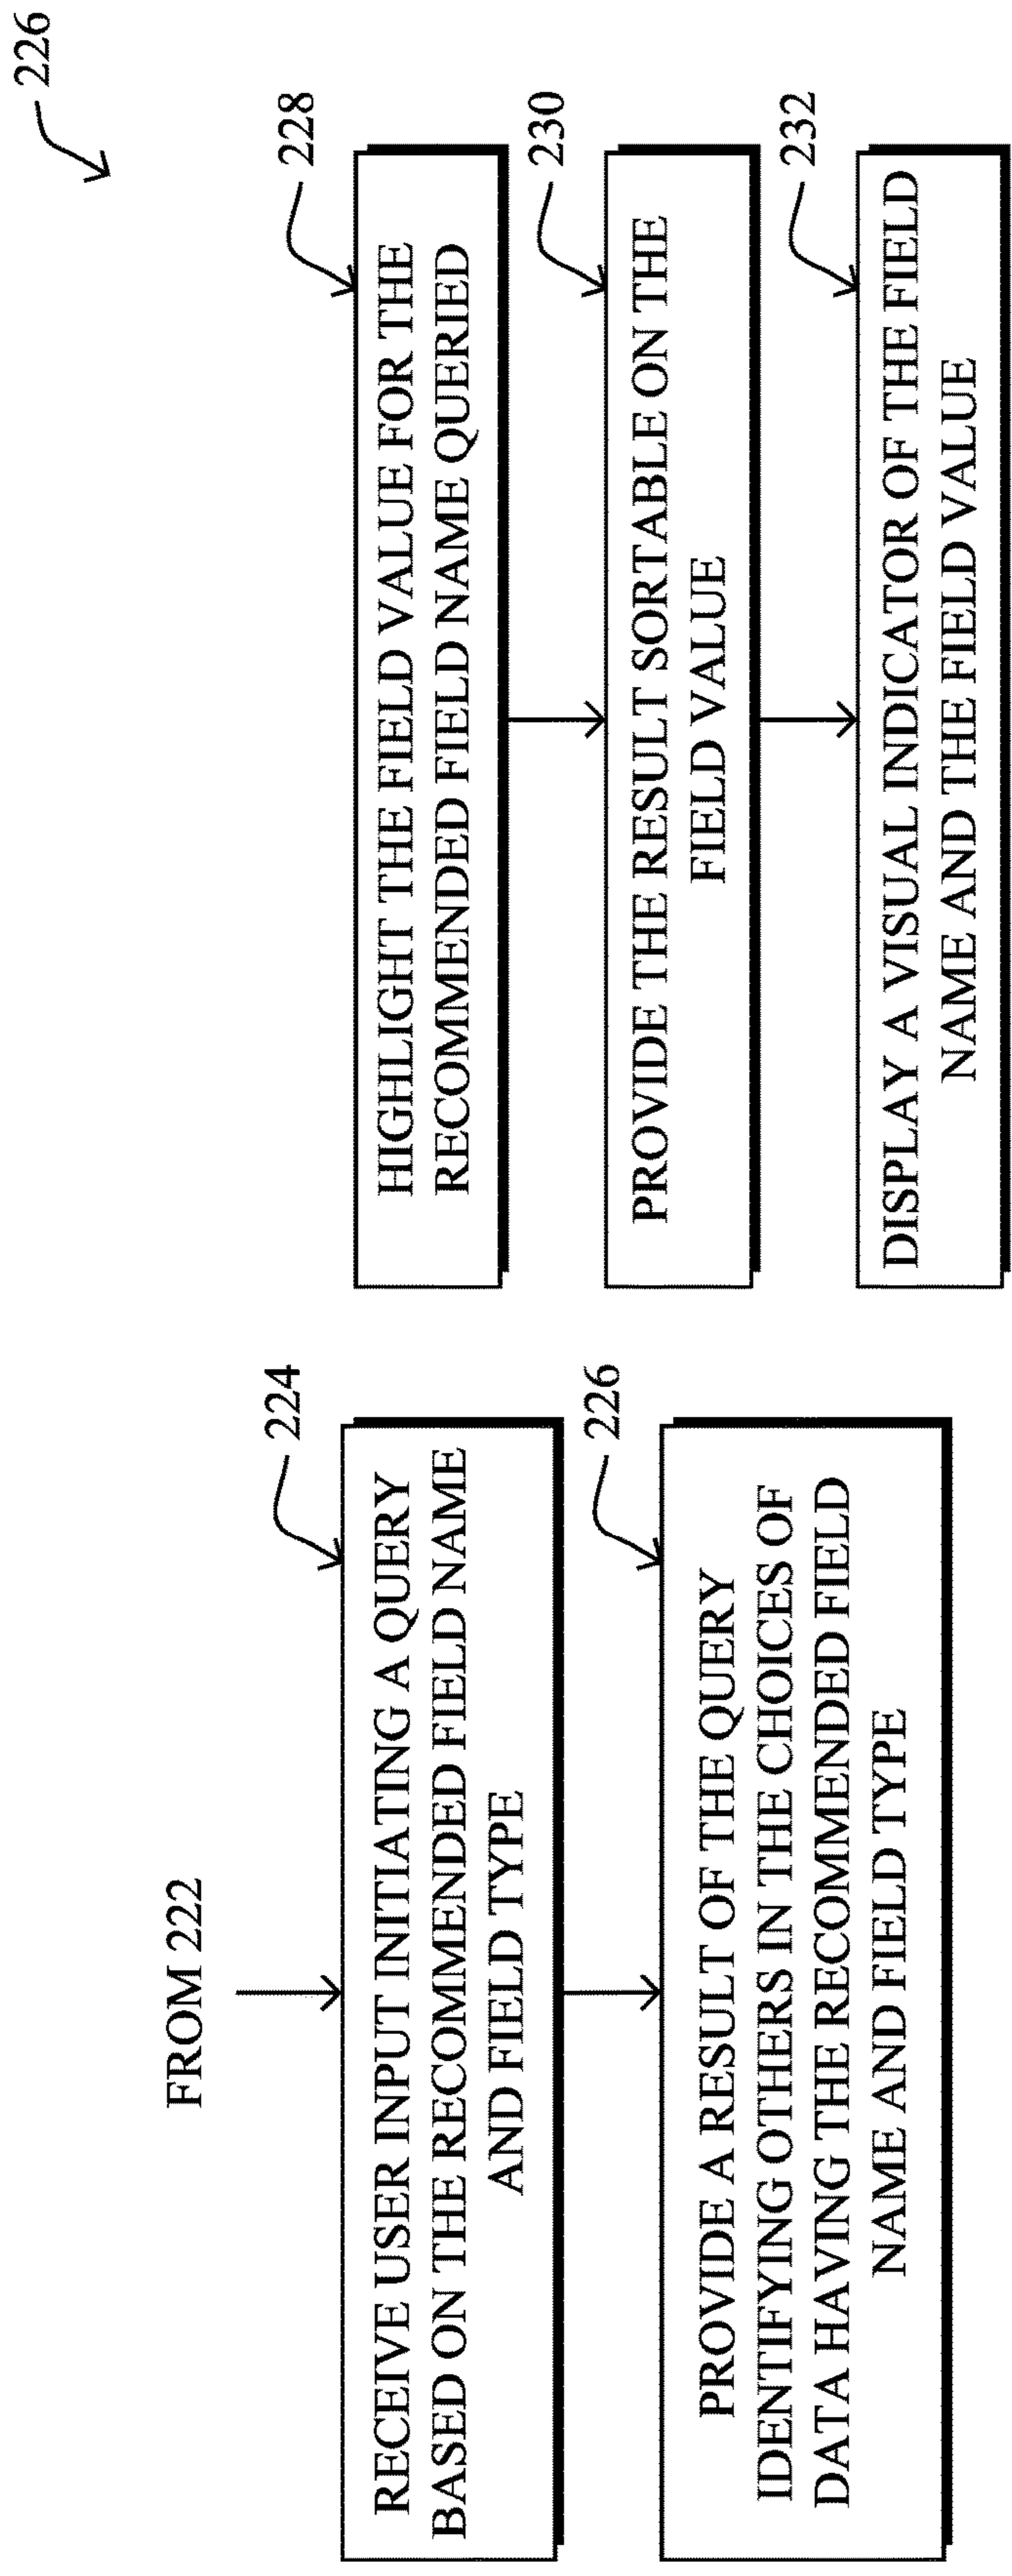 FROM 222
224
RECEIVE USER INPUT INITIATING A QUERY
BASED ON THE RECOMMENDED FIELD NAME
AND FIELD TYPE
226
PROVIDE A RESULT OF THE QUERY
IDENTIFYING OTHERS IN THE CHOICES OF
DATA HAVING THE RECOMMENDED FIELD
NAME AND FIELD TYPE
226
228
HIGHLIGHT THE FIELD VALUE FOR THE
RECOMMENDED FIELD NAME QUERIED
230
PROVIDE THE RESULT SORTABLE ON THE
FIELD VALUE
232
DISPLAY A VISUAL INDICATOR OF THE FIELD
NAME AND THE FIELD VALUE